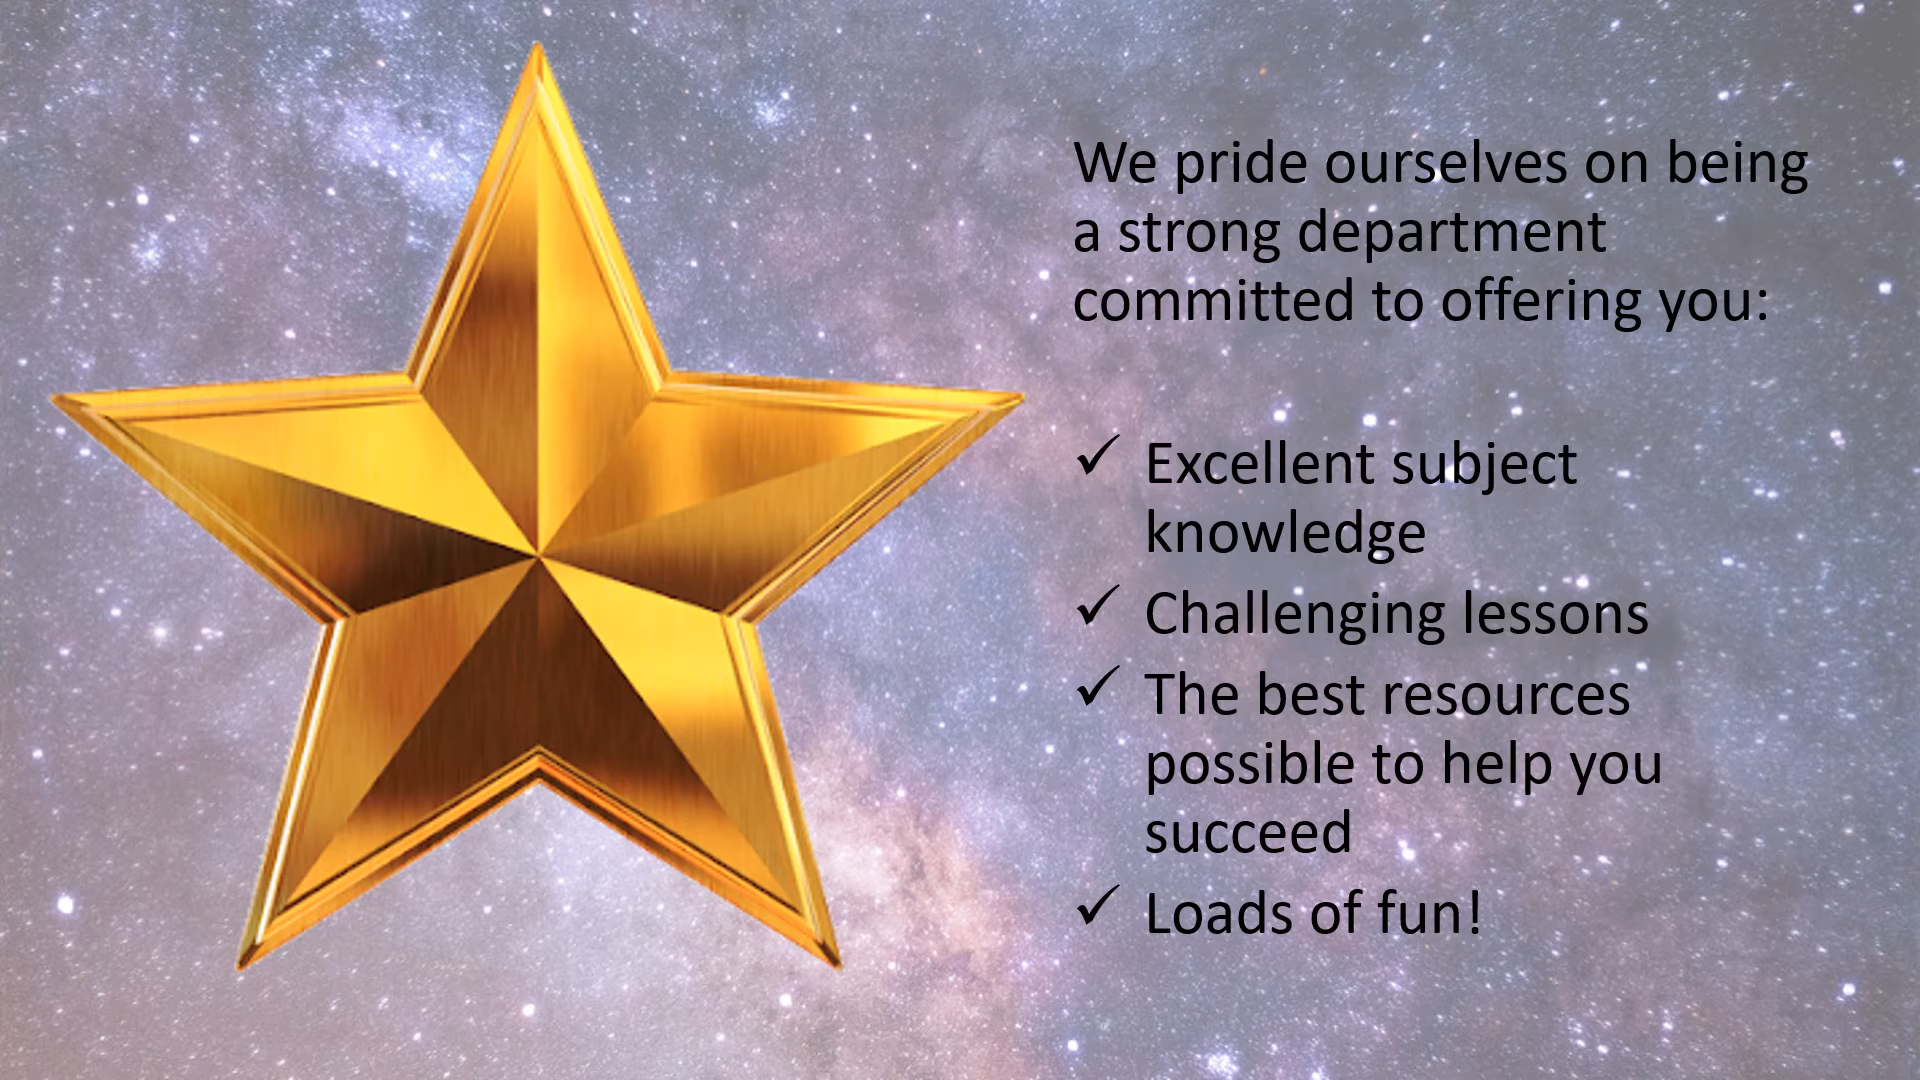 We pride ourselves on being
a strong department
committed to offering you:
✓ Excellent subject
knowledge
✓ Challenging lessons
✓ The best resources
possible to help you
succeed
✓ Loads of fun!